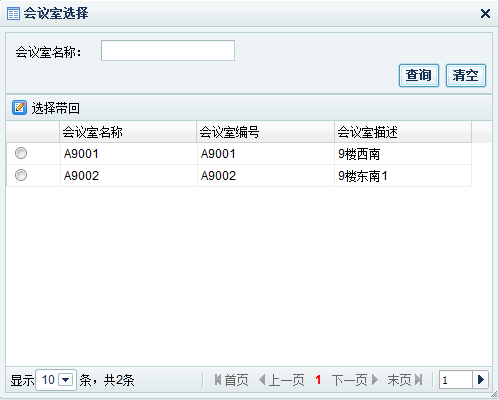 会议室选择
会议室名称：
查询 清空
选择带回
会议室名称 会议室编号 会议室描述
A9001 A9001 9楼西南
A9002 A9002 9楼东南1
显示 10 条，共2条 首页 上一页 1 下一页 末页 1